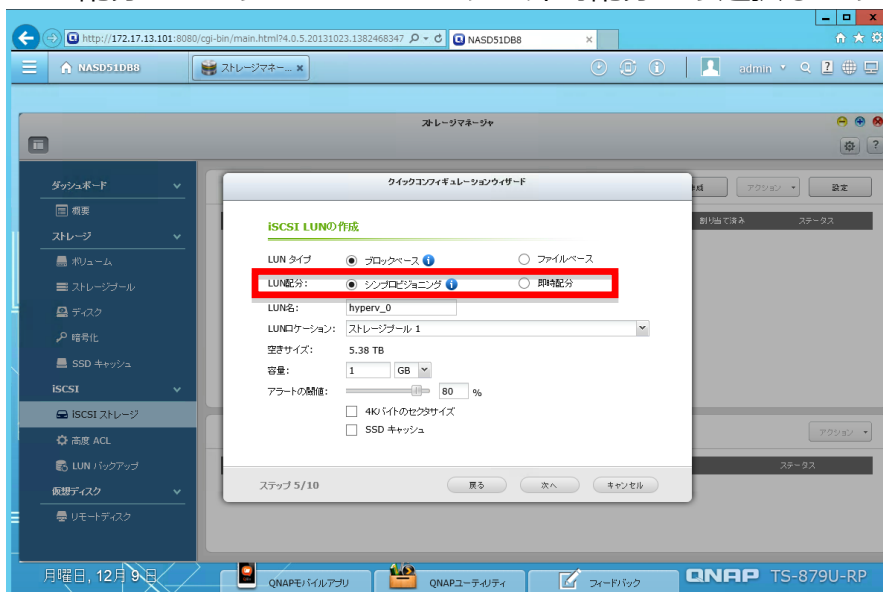 http://172.17.13.101:8080/cgi-bin/main.html?4.0.5.20131023.1382468347
NASD51DB8
NASD51DB8
ストレージマネー...
admin
ストレージマネージャ
ダッシュボード
概要
ストレージ
ボリューム
ストレージプール
ディスク
暗号化
SSD キャッシュ
iSCSI
iSCSI ストレージ
高度 ACL
LUN バックアップ
仮想ディスク
リモートディスク
アクション
設定
割り当て済み
ステータス
クイックコンフィギュレーションウィザード
iSCSI LUNの作成
LUN タイプ
ブロックベース
ファイルベース
LUN配分:
シンプロビジョニング
即時配分
LUN名:
hyperv_0
LUNロケーション:
ストレージプール 1
空きサイズ:
5.38 TB
容量:
1
GB
アラートの閾値:
80 %
4Kバイトのセクタサイズ
SSD キャッシュ
ステップ 5/10
戻る
次へ
キャンセル
アクション
ステータス
月曜日, 12月 9日
QNAPモバイルアプリ
QNAPユーティリティ
フィードバック
QNAP TS-879U-RP